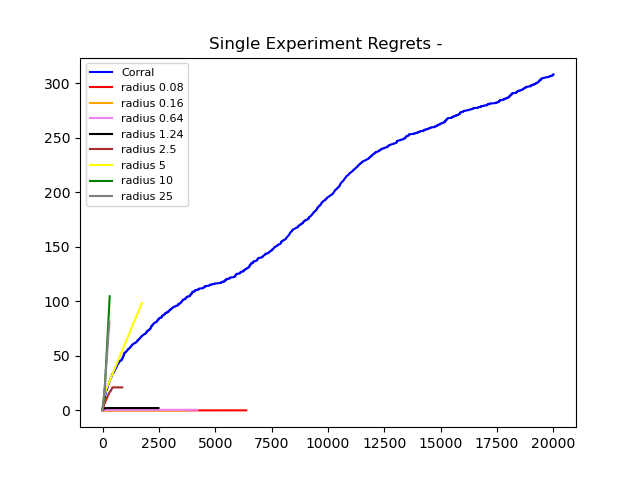 Single Experiment Regrets -
Corral
radius 0.08
radius 0.16
radius 0.64
radius 1.24
radius 2.5
radius 5
radius 10
radius 25
300
250
200
150
100
50
0
0 2500 5000 7500 10000 12500 15000 17500 20000